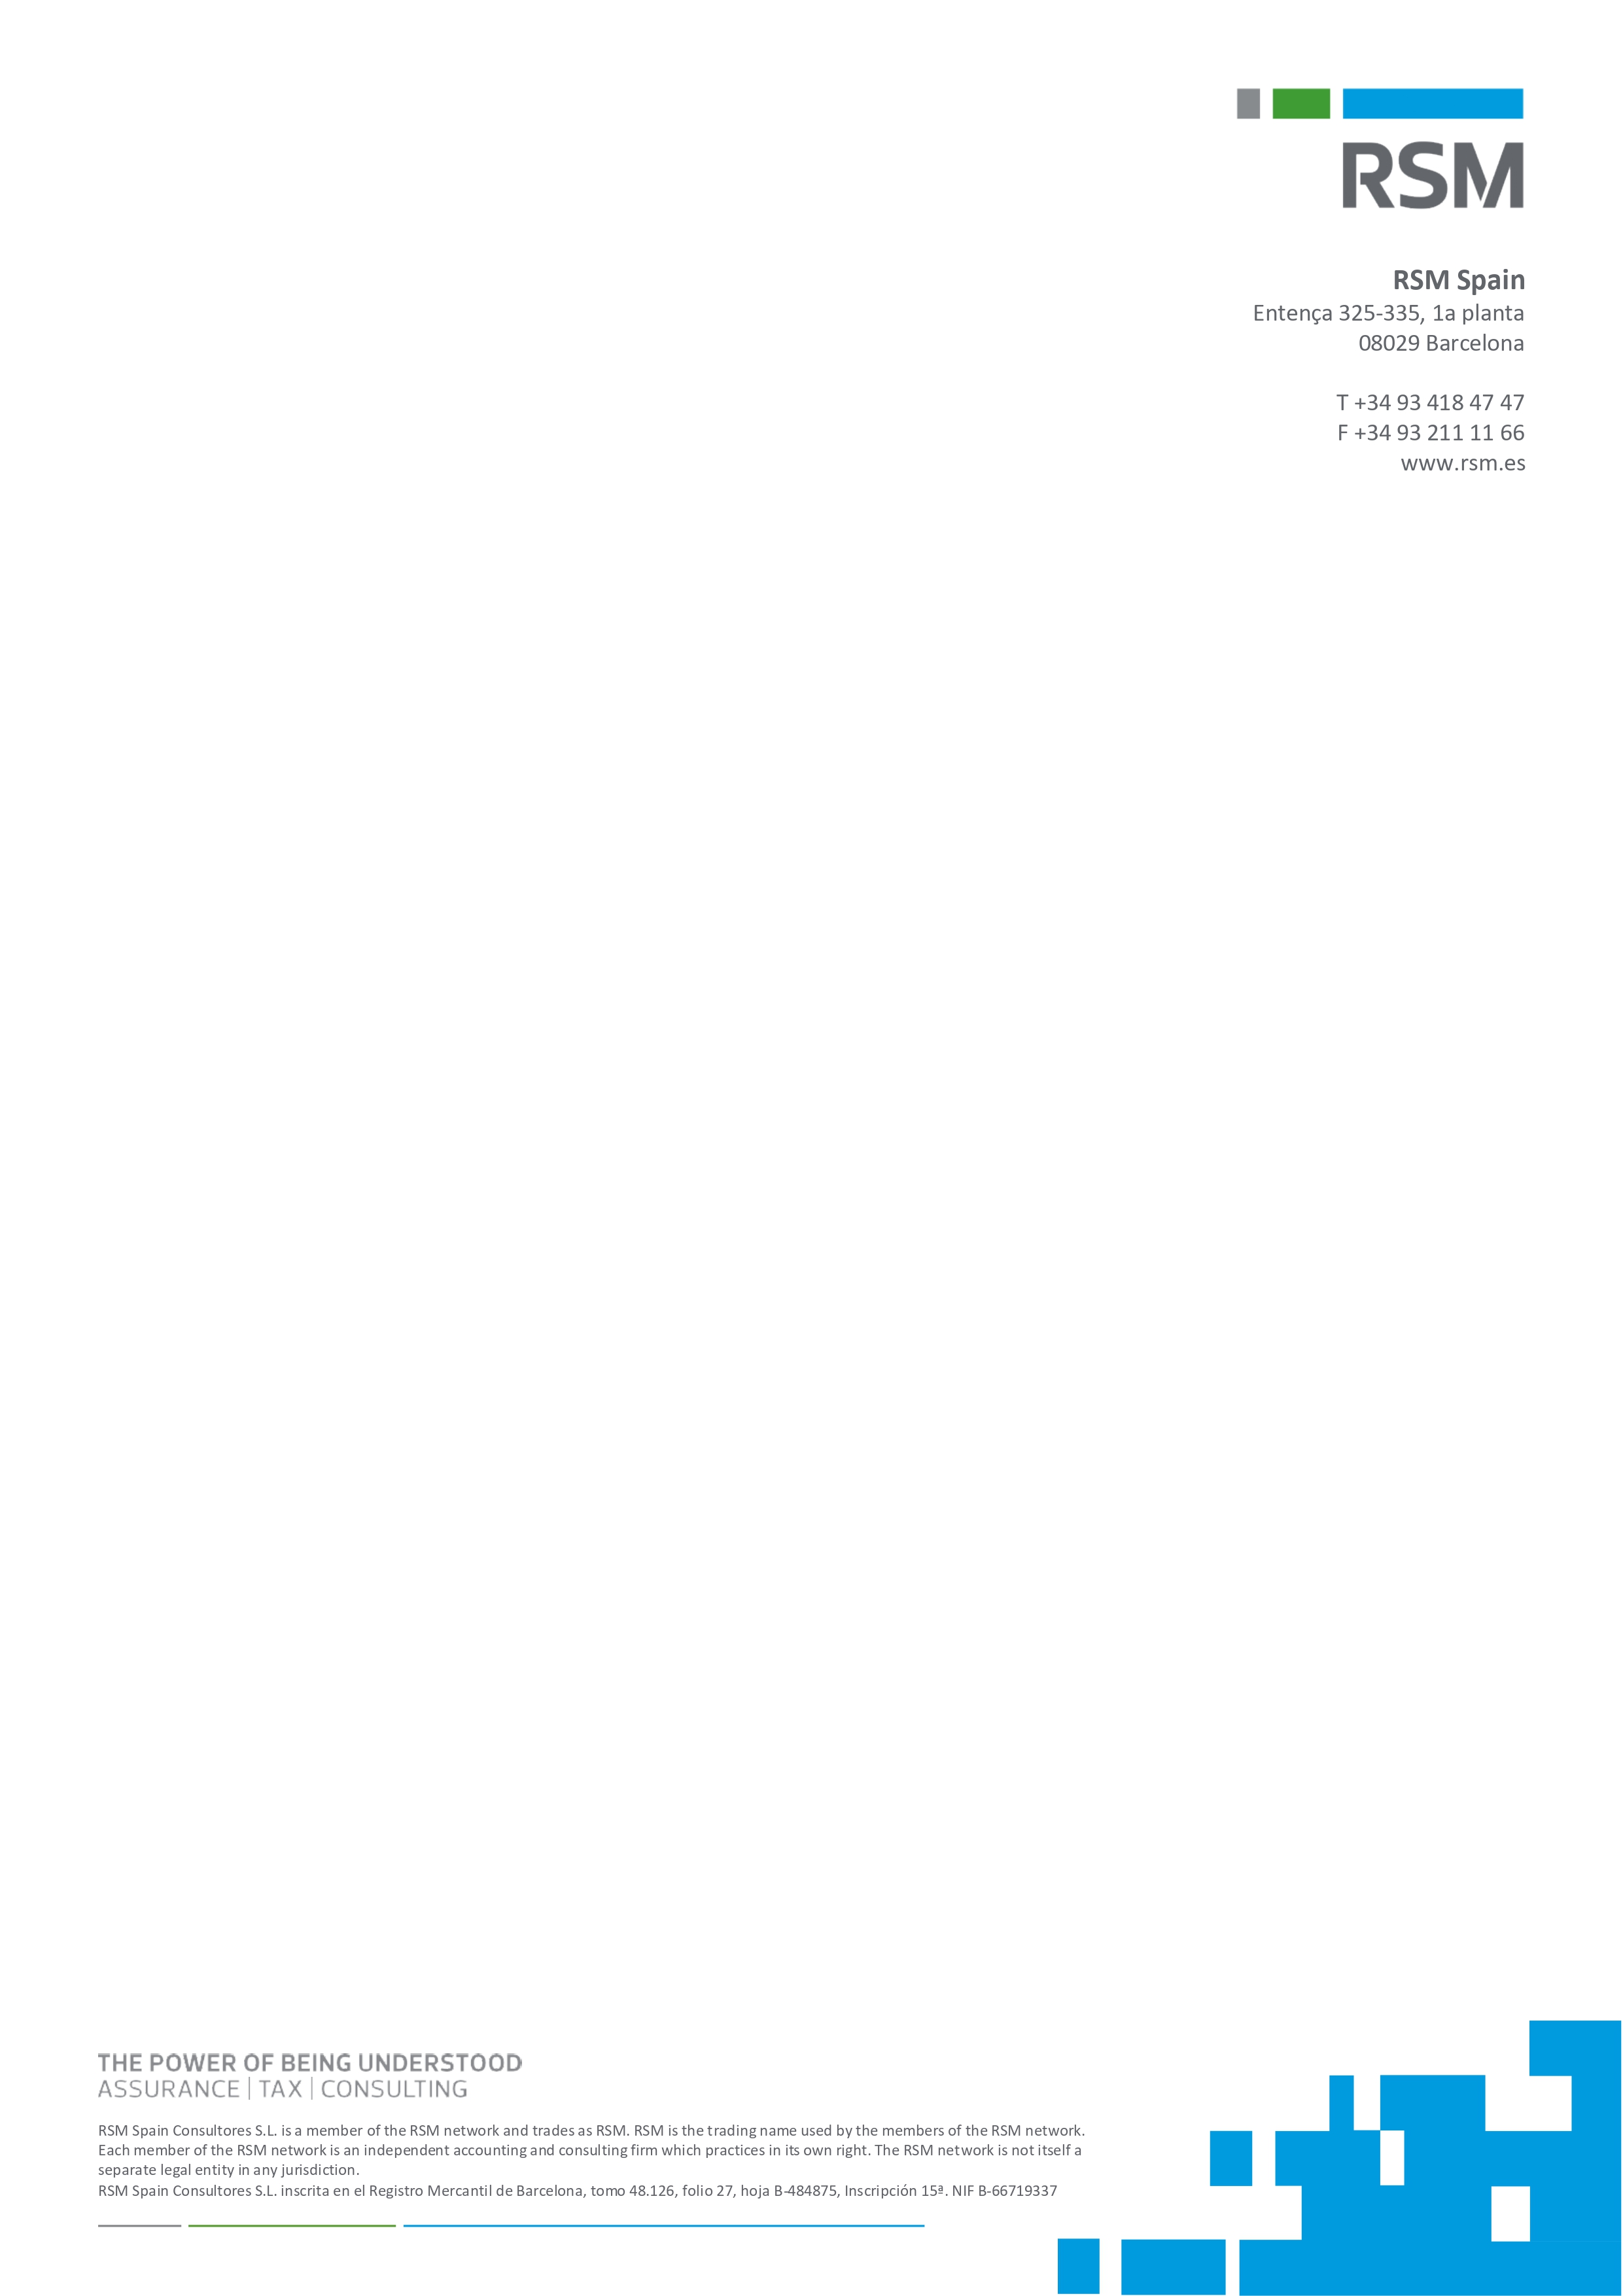 RSM
RSM Spain
Entença 325-335, 1a planta
08029 Barcelona
T +34 93 418 47 47
F +34 93 211 11 66
www.rsm.es
THE POWER OF BEING UNDERSTOOD
ASSURANCE | TAX | CONSULTING
RSM Spain Consultores S.L. is a member of the RSM network and trades as RSM. RSM is the trading name used by the members of the RSM network.
Each member of the RSM network is an independent accounting and consulting firm which practices in its own right. The RSM network is not itself a
separate legal entity in any jurisdiction.
RSM Spain Consultores S.L. inscrita en el Registro Mercantil de Barcelona, tomo 48.126, folio 27, hoja B-484875, Inscripción 15ª. NIF B-66719337